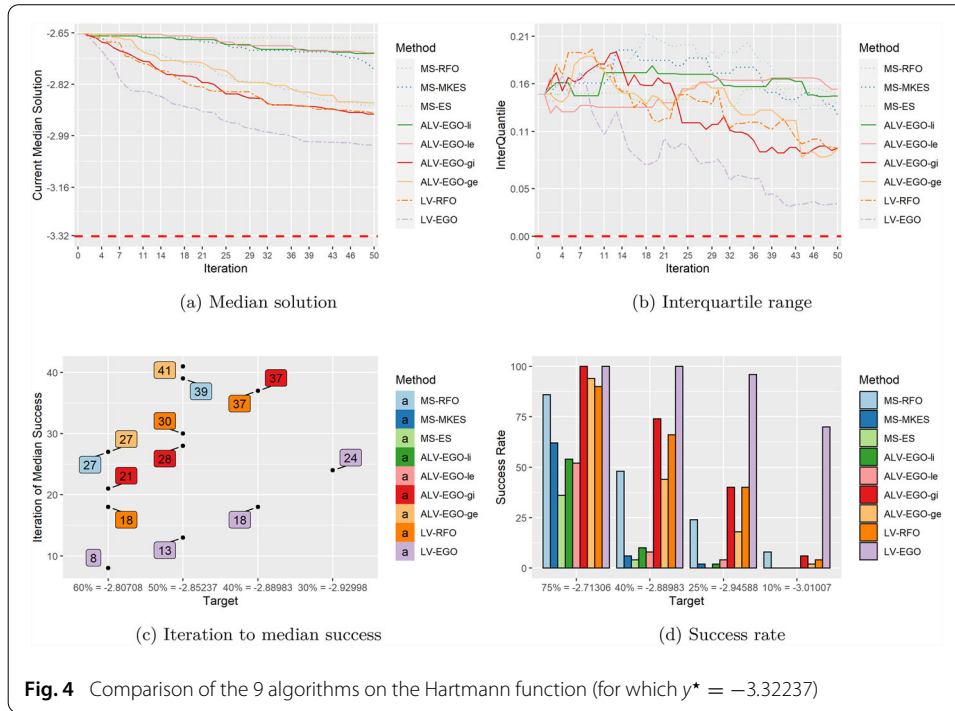 -2.65
-2.82
-2.99
-3.16
-3.32
Current Median Solution
0 4 7 11 14 18 21 25 29 32 36 39 43 46 50
Iteration
Method
MS-RFO
MS-MKES
MS-ES
ALV-EGO-li
ALV-EGO-le
ALV-EGO-gi
ALV-EGO-ge
LV-RFO
LV-EGO
(a) Median solution
0.21
0.16
0.11
0.05
0.00
InterQuantile
0 4 7 11 14 18 21 25 29 32 36 39 43 46 50
Iteration
Method
MS-RFO
MS-MKES
MS-ES
ALV-EGO-li
ALV-EGO-le
ALV-EGO-gi
ALV-EGO-ge
LV-RFO
LV-EGO
(b) Interquartile range
40
30
20
10
Iteration of Median Success
41
39
37
37
30
28
27
27
21
18
24
18
13
8
60% = -2.80708 50% = -2.85237 40% = -2.88983 30% = -2.92998
Target
Method
a MS-RFO
a MS-MKES
a MS-ES
a ALV-EGO-li
a ALV-EGO-le
a ALV-EGO-gi
a ALV-EGO-ge
a LV-RFO
a LV-EGO
(c) Iteration to median success
100
75
50
25
0
Success Rate
75% = -2.71306 40% = -2.88983 25% = -2.94588 10% = -3.01007
Target
Method
MS-RFO
MS-MKES
MS-ES
ALV-EGO-li
ALV-EGO-le
ALV-EGO-gi
ALV-EGO-ge
LV-RFO
LV-EGO
(d) Success rate
Fig. 4 Comparison of the 9 algorithms on the Hartmann function (for which y⋆ = −3.32237)